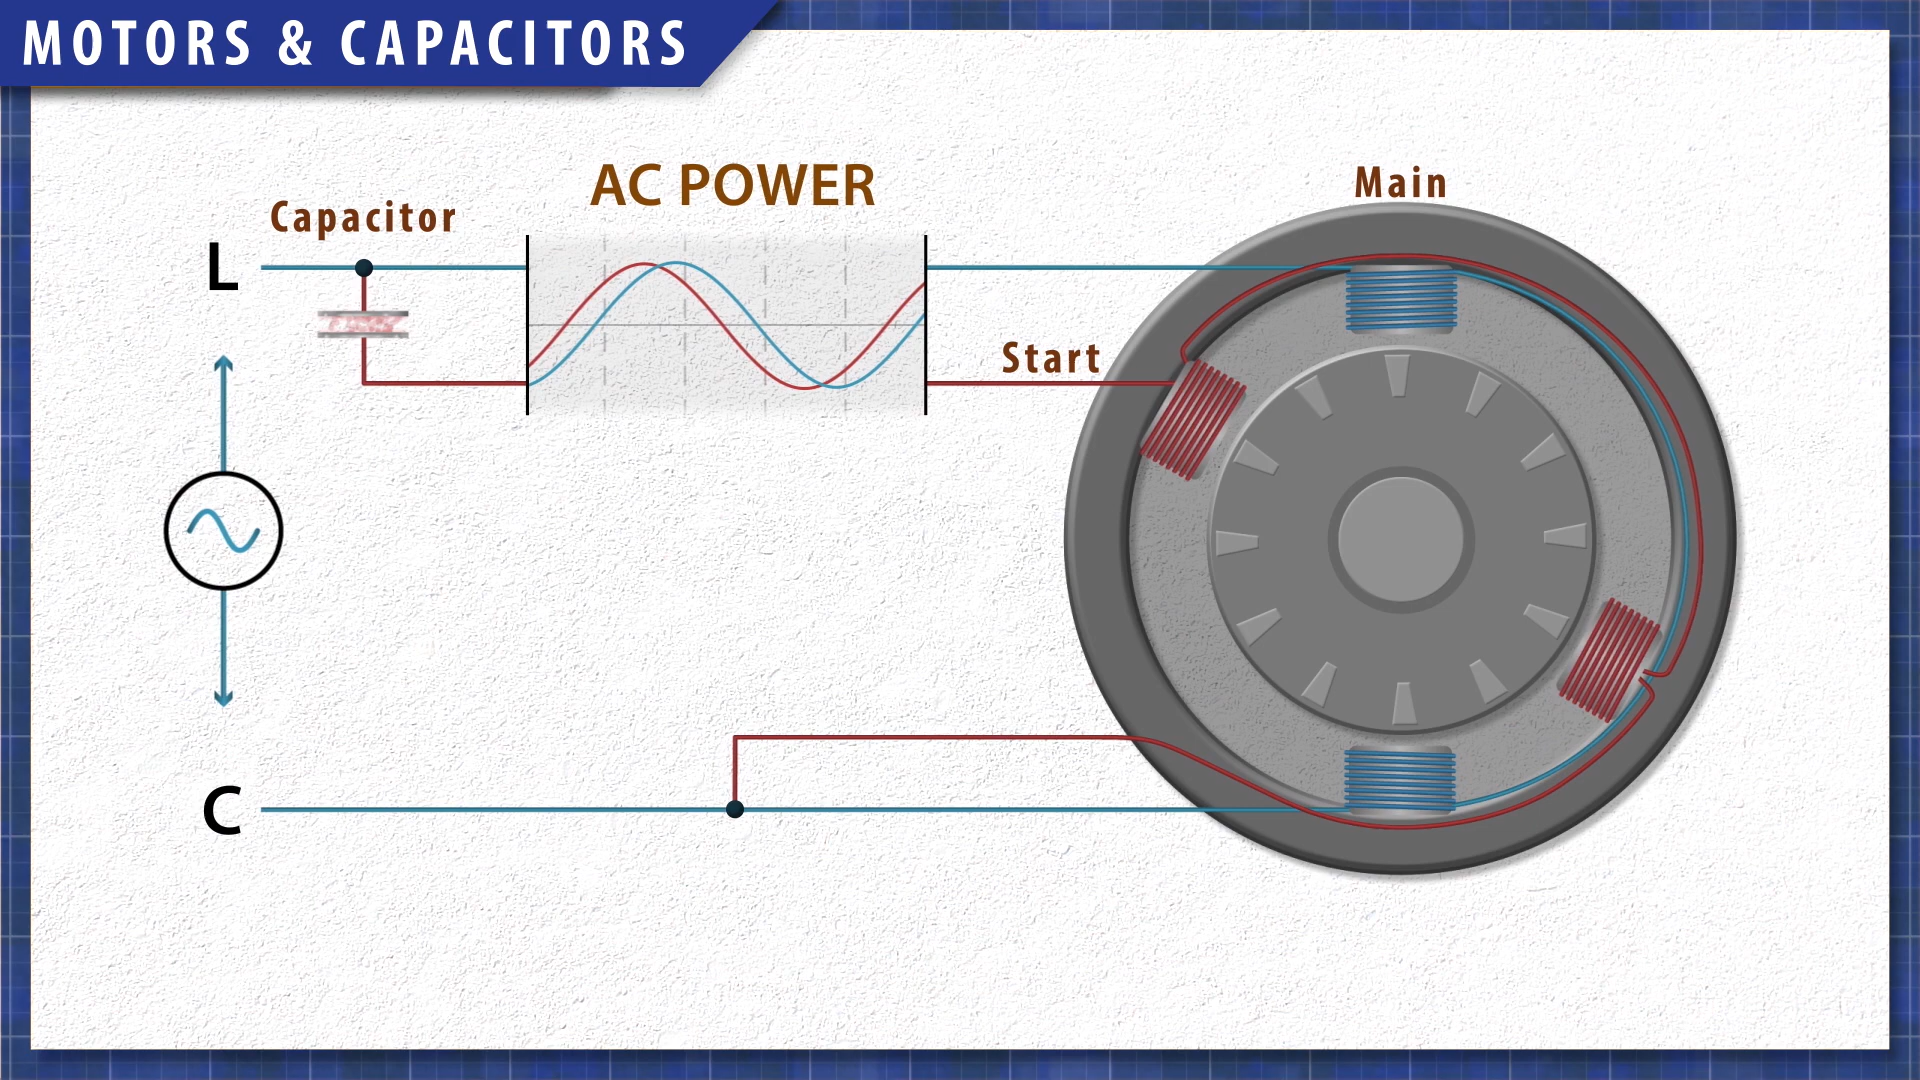 MOTORS & CAPACITORS
AC POWER
Main
Capacitor
L
Start
C